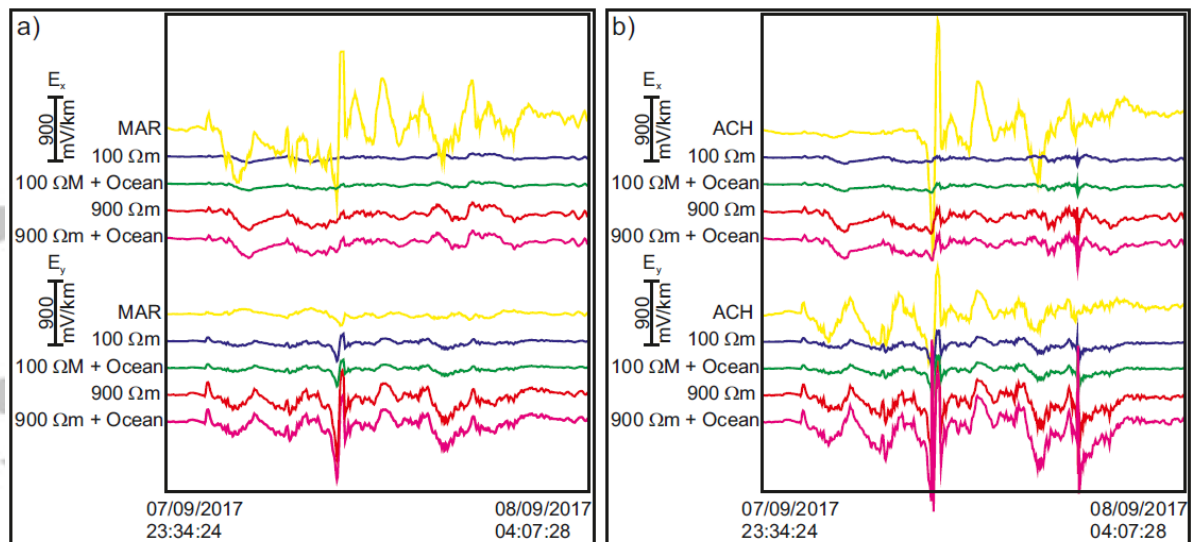 a)
E_x
900
mV/km
MAR
100 Ωm
100 ΩM + Ocean
900 Ωm
900 Ωm + Ocean
E_y
900
mV/km
MAR
100 Ωm
100 ΩM + Ocean
900 Ωm
900 Ωm + Ocean
07/09/2017
23:34:24
08/09/2017
04:07:28
b)
E_x
900
mV/km
ACH
100 Ωm
100 ΩM + Ocean
900 Ωm
900 Ωm + Ocean
E_y
900
mV/km
ACH
100 Ωm
100 ΩM + Ocean
900 Ωm
900 Ωm + Ocean
07/09/2017
23:34:24
08/09/2017
04:07:28